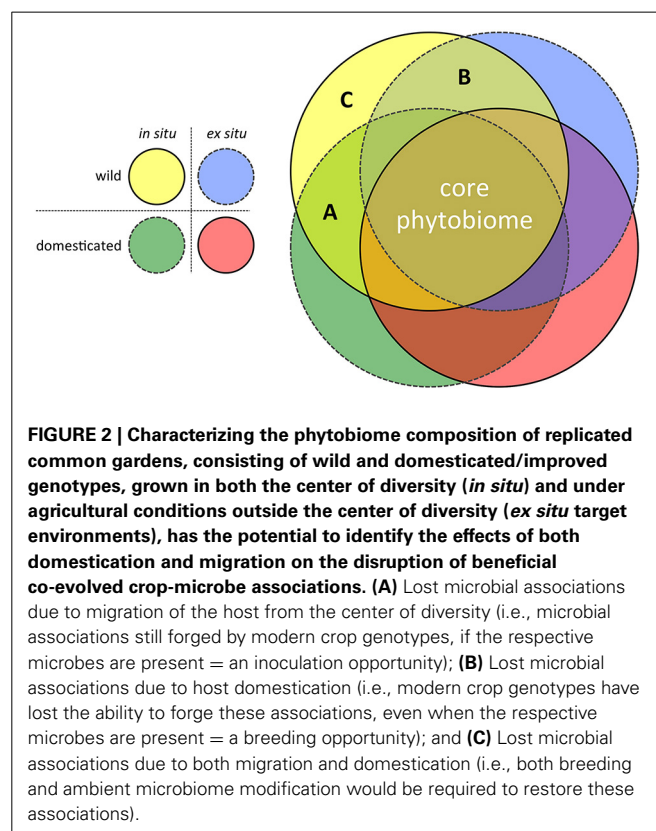 in situ
ex situ
wild
domesticated
A
B
C
core
phytobiome
FIGURE 2 | Characterizing the phytobiome composition of replicated
common gardens, consisting of wild and domesticated/improved
genotypes, grown in both the center of diversity (in situ) and under
agricultural conditions outside the center of diversity (ex situ target
environments), has the potential to identify the effects of both
domestication and migration on the disruption of beneficial
co-evolved crop-microbe associations. (A) Lost microbial associations
due to migration of the host from the center of diversity (i.e., microbial
associations still forged by modern crop genotypes, if the respective
microbes are present = an inoculation opportunity); (B) Lost microbial
associations due to host domestication (i.e., modern crop genotypes have
lost the ability to forge these associations, even when the respective
microbes are present = a breeding opportunity); and (C) Lost microbial
associations due to both migration and domestication (i.e., both breeding
and ambient microbiome modification would be required to restore these
associations).